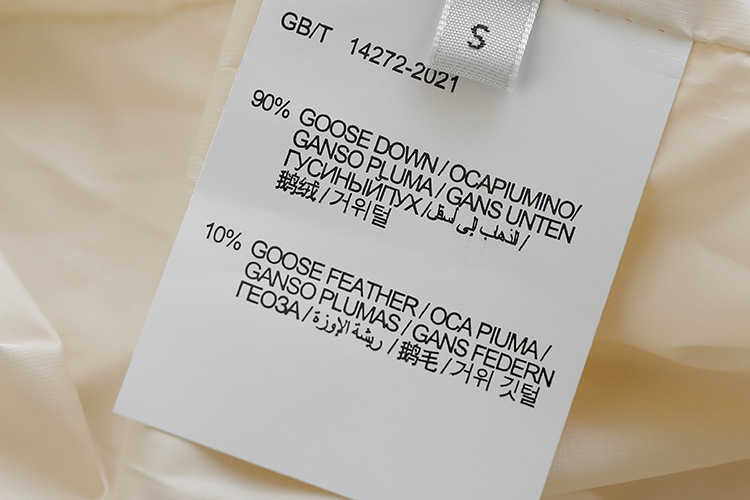 S
GB/T 14272-2021
90% GOOSE DOWN / OCAPIUMINO/
GANSO PLUMA / GANS UNTEN
ГУСИНЫЙПУХ / الذهاب إلى أسفل /
鹅绒 / 거위털
10% GOOSE FEATHER / OCA PIUMA /
GANSO PLUMAS / GANS FEDERN
ГЕОЗА / ريشة الإوزة / 鹅毛 / 거위 깃털